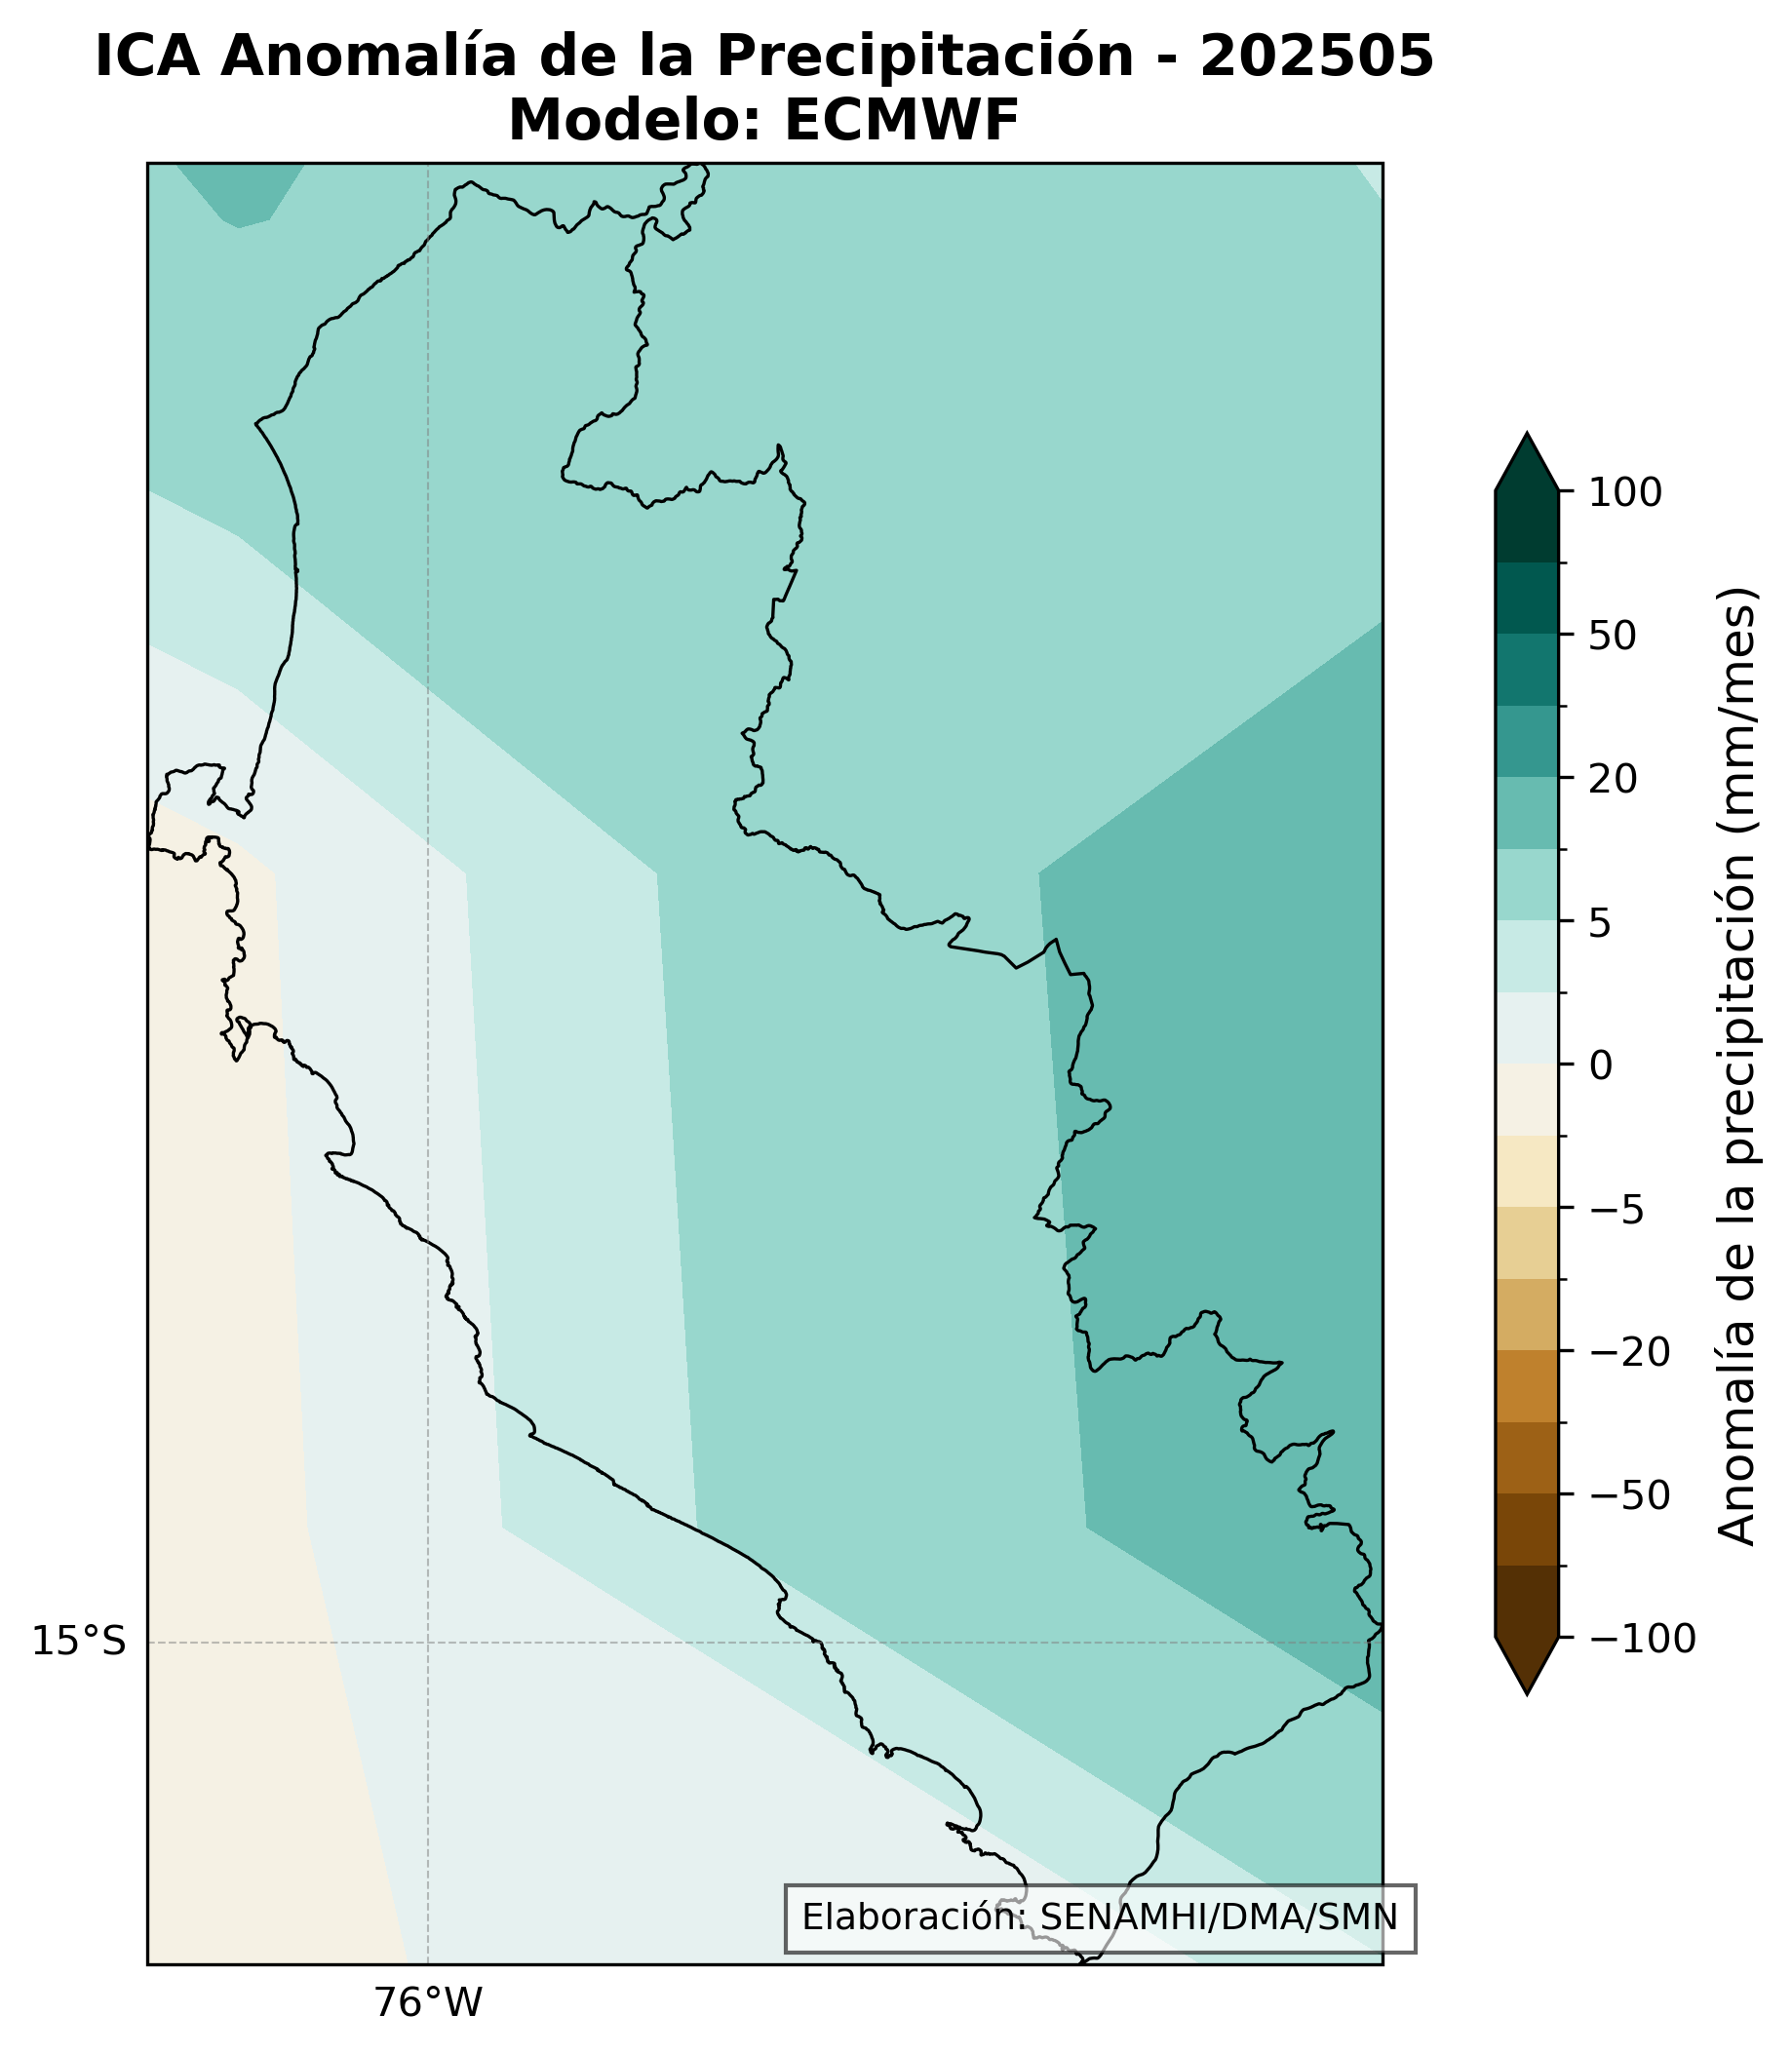 ICA Anomalía de la Precipitación - 202505
Modelo: ECMWF
100
50
20
5
0
−5
−20
−50
−100
Anomalía de la precipitación (mm/mes)
15°S
76°W
Elaboración: SENAMHI/DMA/SMN